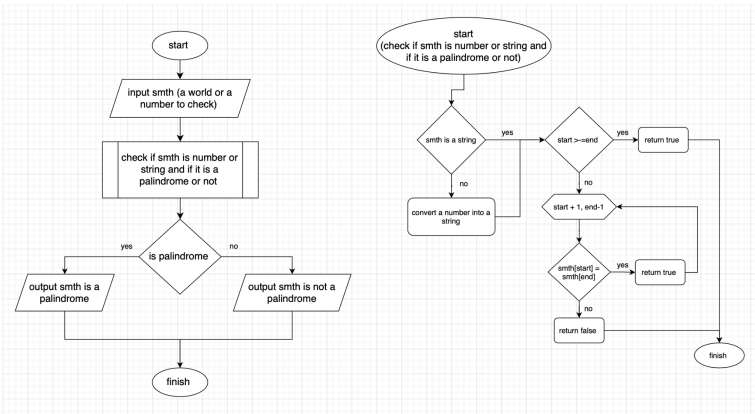 start
input smth (a world or a
number to check)
check if smth is number or
string and if it is a
palindrome or not
is palindrome
yes
no
output smth is a
palindrome
output smth is not a
palindrome
finish
start
(check if smth is number or string and
if it is a palindrome or not)
smth is a string
yes
no
convert a number into a
string
start >=end
yes
return true
no
start + 1, end-1
smth[start] =
smth[end]
yes
return true
no
return false
finish